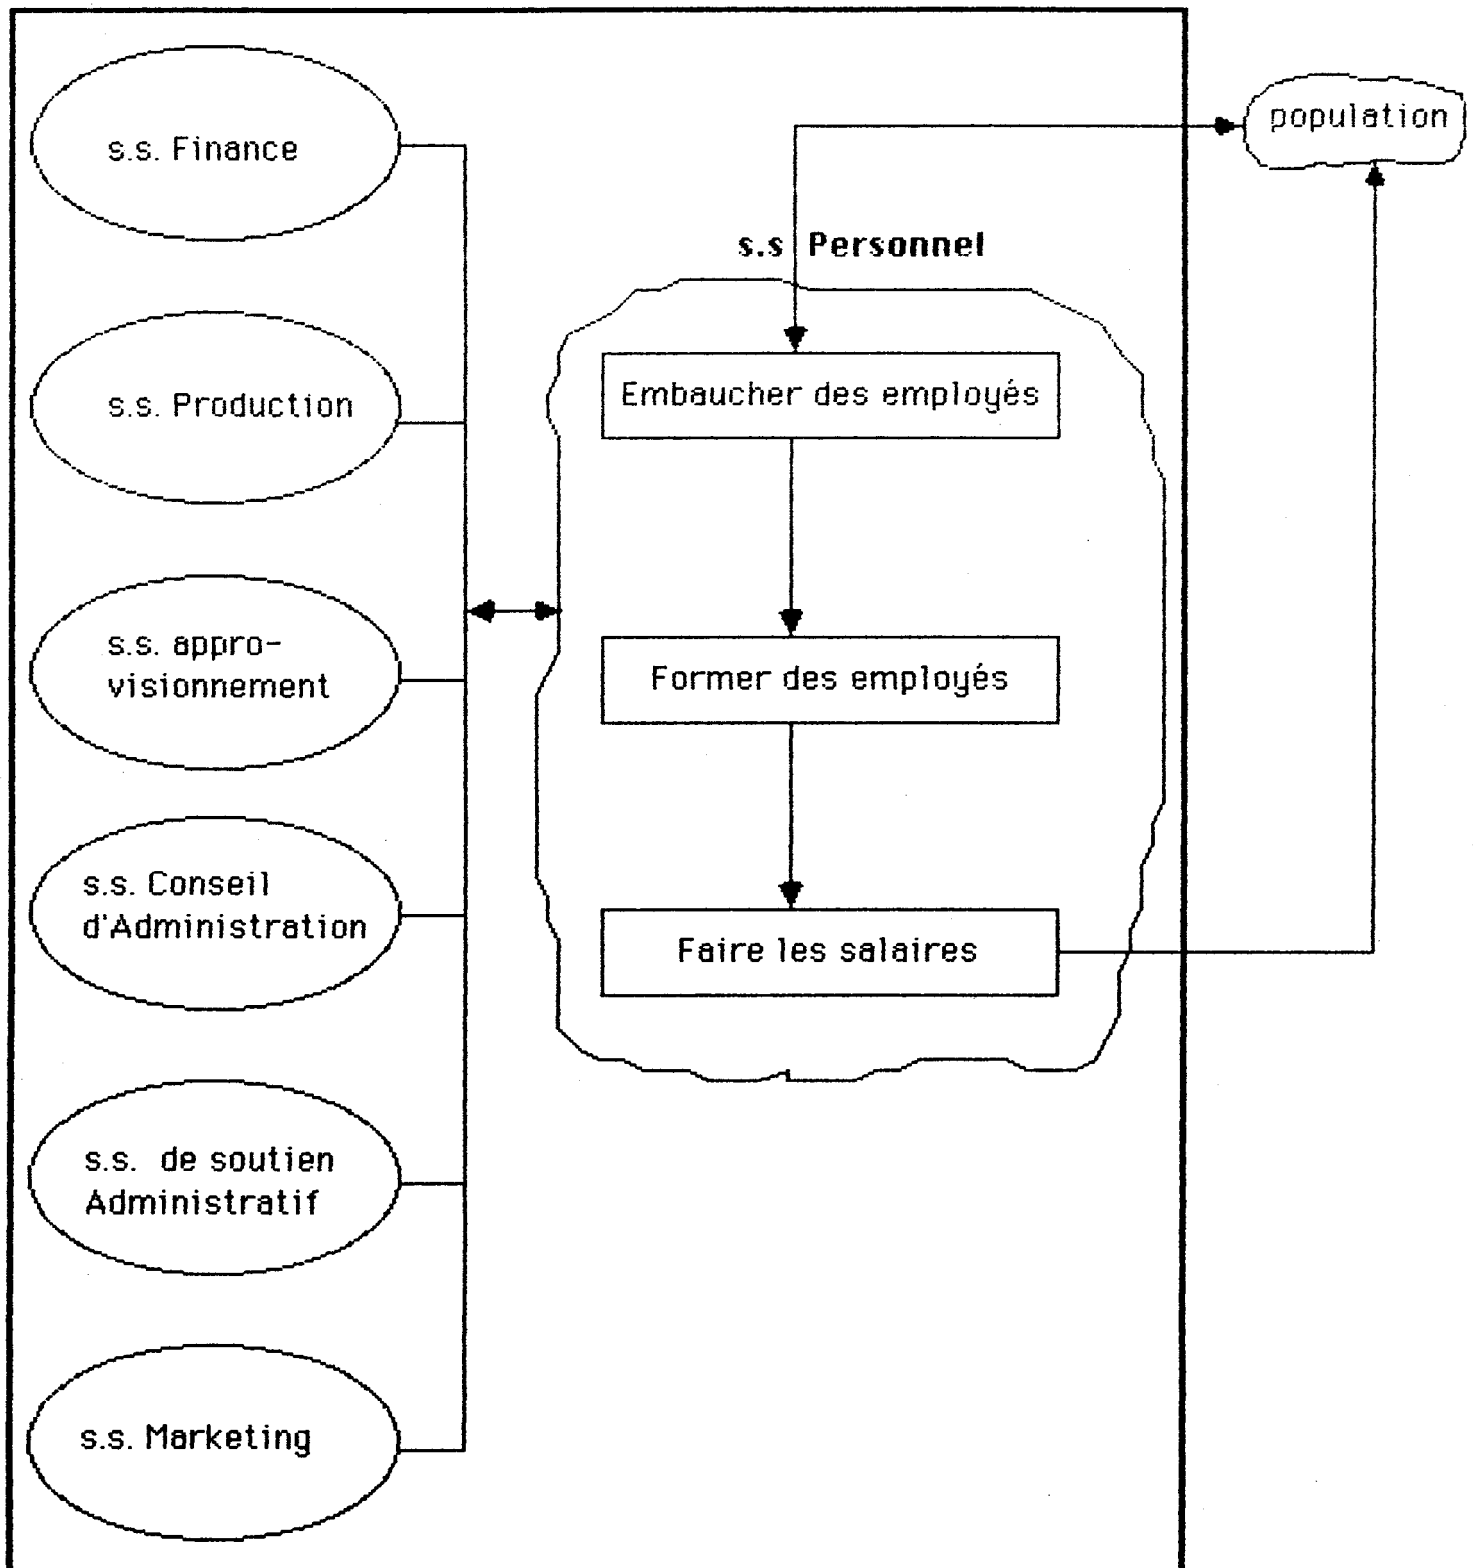 s.s. Finance
s.s. Production
s.s. appro-
visionnement
s.s. Conseil
d'Administration
s.s. de soutien
Administratif
s.s. Marketing
s.s Personnel
Embaucher des employés
Former des employés
Faire les salaires
population